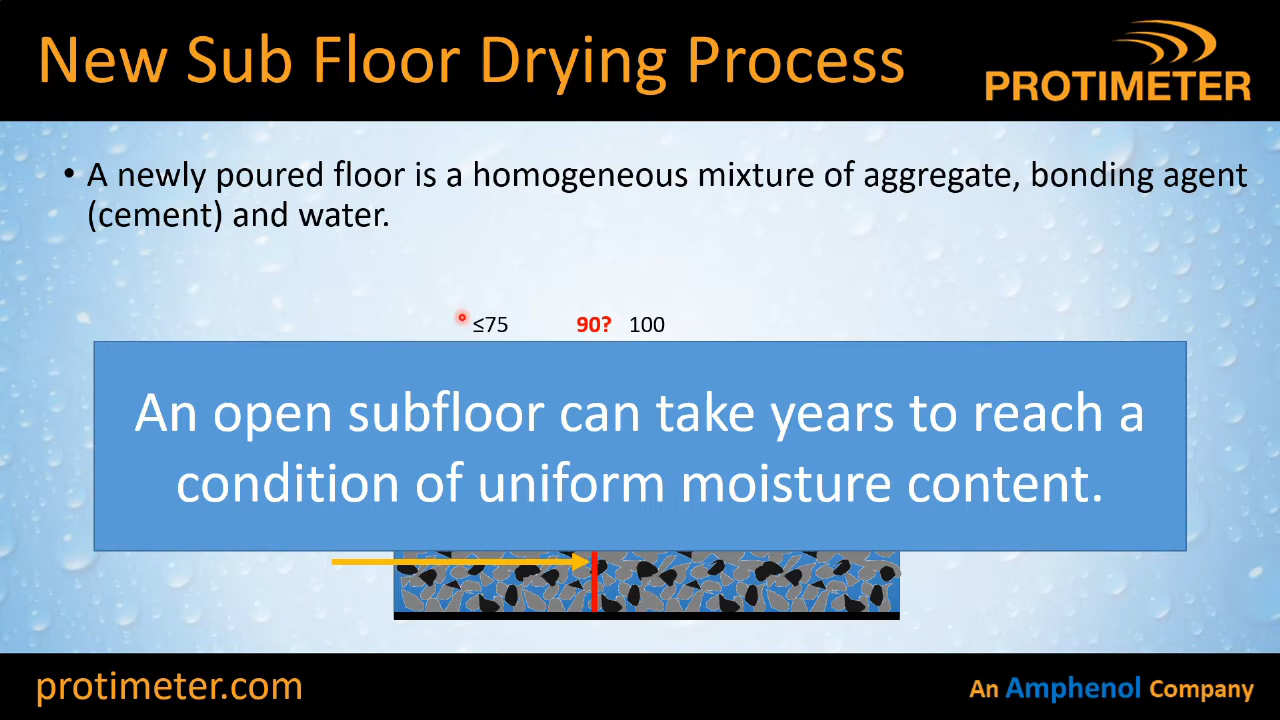 New Sub Floor Drying Process
PROTIMETER
• A newly poured floor is a homogeneous mixture of aggregate, bonding agent
(cement) and water.
≤75 90? 100
An open subfloor can take years to reach a
condition of uniform moisture content.
protimeter.com
An Amphenol Company